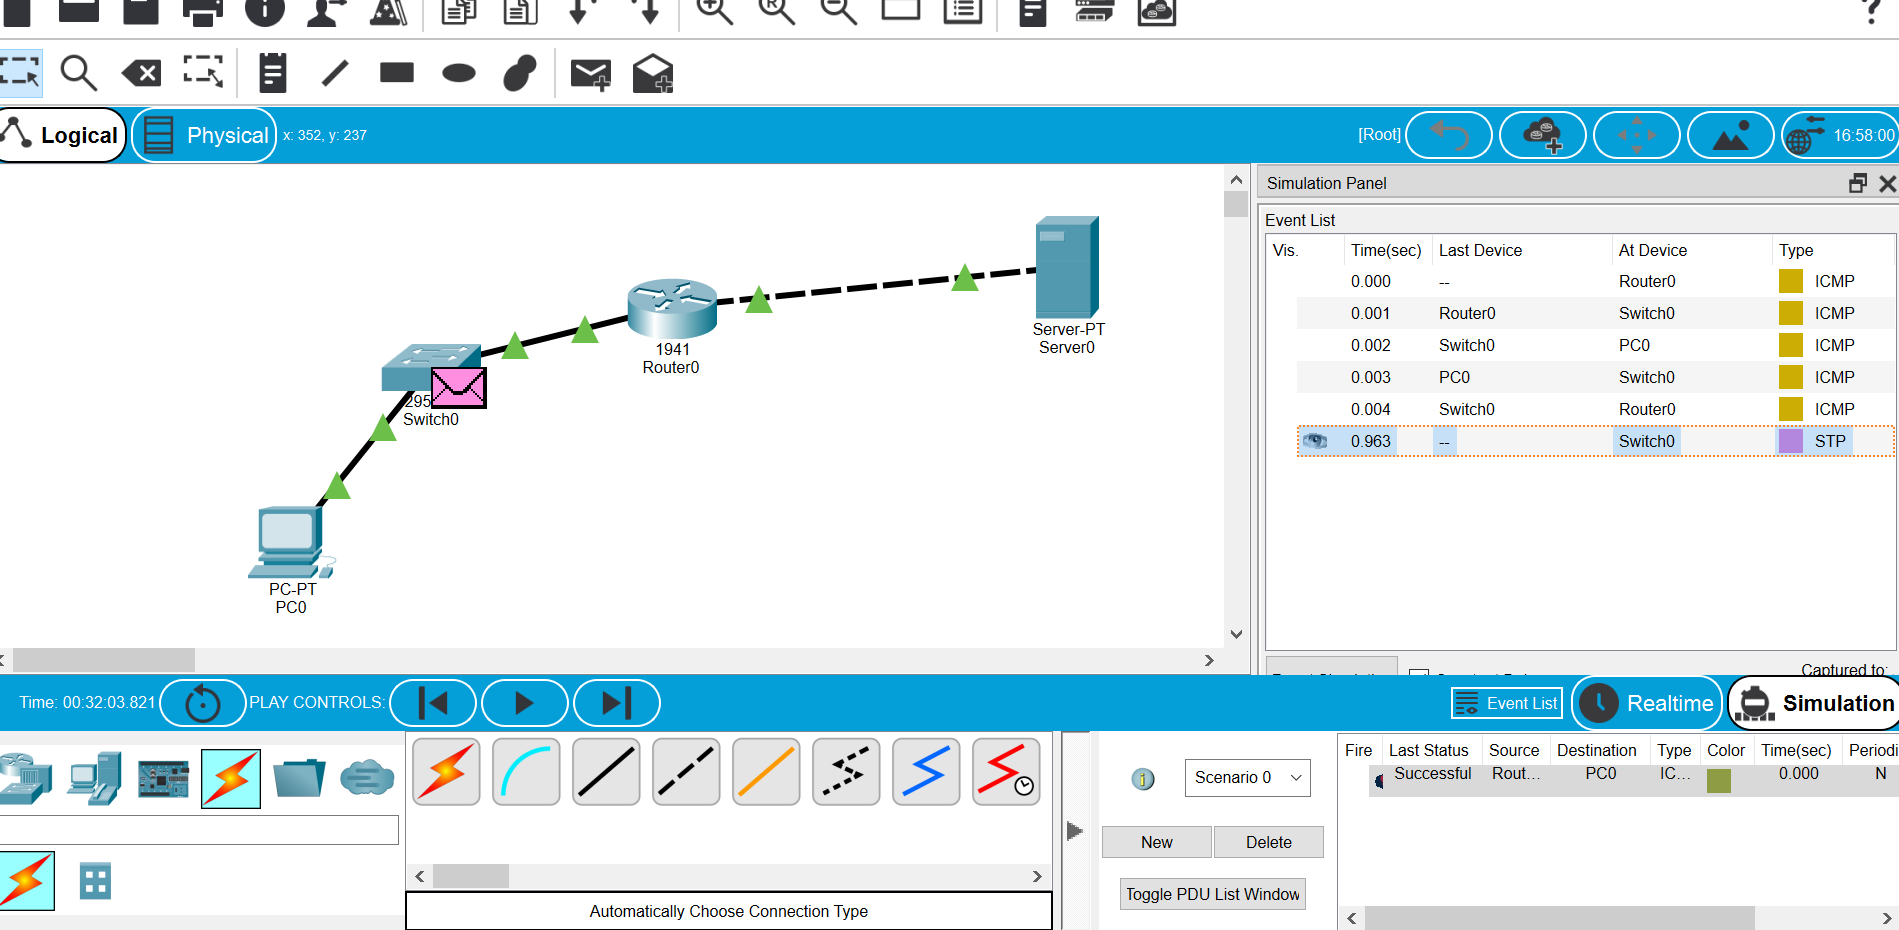 Logical
Physical
x: 352, y: 237
[Root]
16:58:00
Simulation Panel
Event List
Vis. Time(sec) Last Device At Device Type
0.000 -- Router0 ICMP
0.001 Router0 Switch0 ICMP
0.002 Switch0 PC0 ICMP
0.003 PC0 Switch0 ICMP
0.004 Switch0 Router0 ICMP
0.963 -- Switch0 STP
Server-PT
Server0
1941
Router0
295
Switch0
PC-PT
PC0
Captured to:
Time: 00:32:03.821
PLAY CONTROLS:
Event List
Realtime
Simulation
Scenario 0
New
Delete
Toggle PDU List Window
Automatically Choose Connection Type
Fire Last Status Source Destination Type Color Time(sec) Periodi
Successful Rout... PC0 IC... 0.000 N